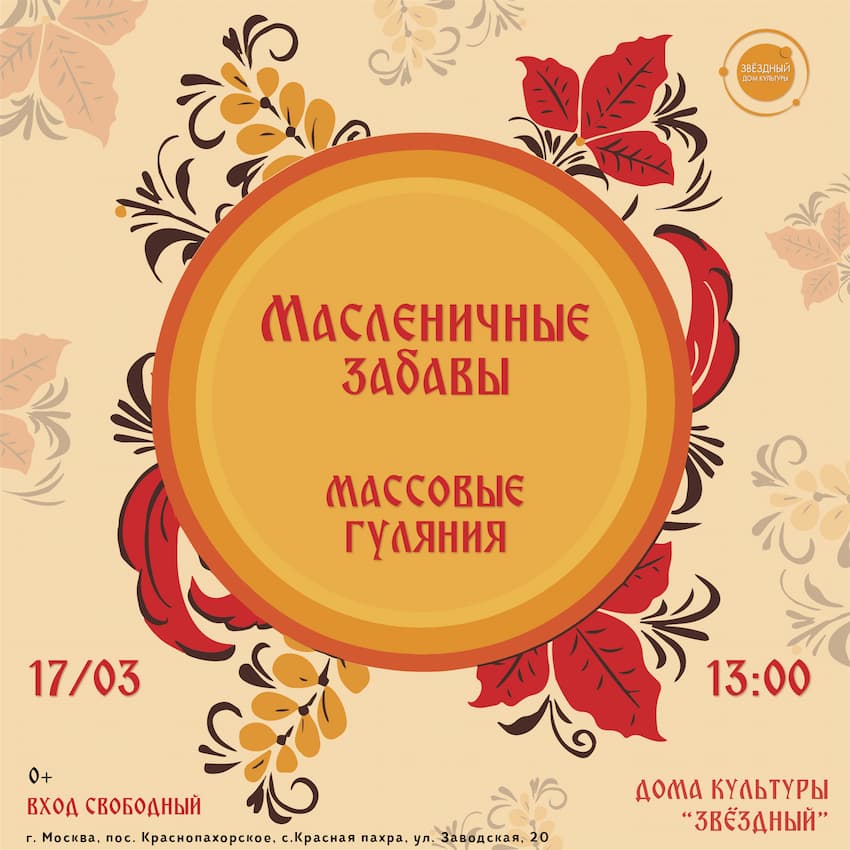 ЗВЁЗДНЫЙ
ДОМ КУЛЬТУРЫ
Масленичные
забавы
массовые
гуляния
17/03
13:00
0+
вход свободный
дома культуры
"Звёздный"
г. Москва, пос. Краснопахорское, с.Красная пахра, ул. Заводская, 20